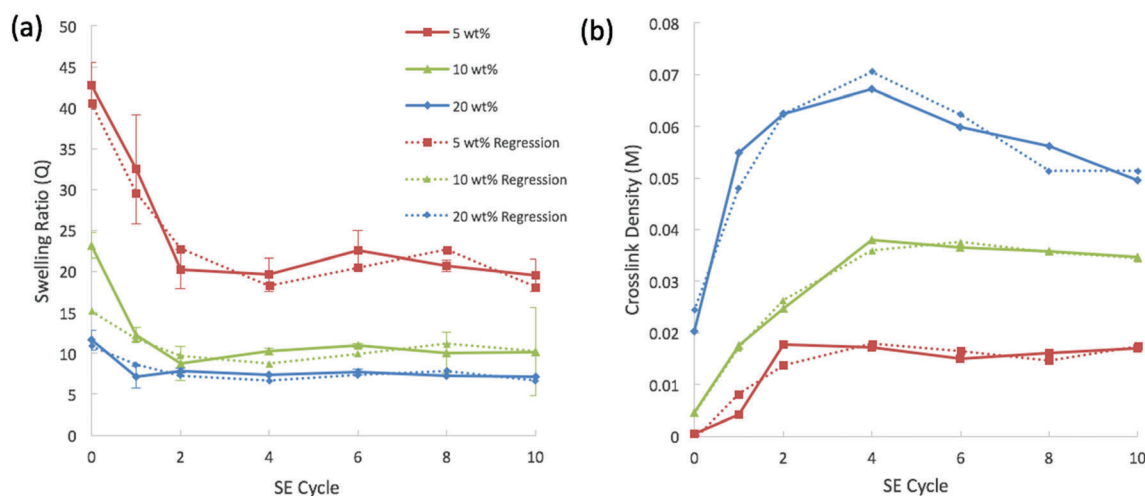 (a)
Swelling Ratio (Q)
50
45
40
35
30
25
20
15
10
5
0
0 2 4 6 8 10
SE Cycle
5 wt%
10 wt%
20 wt%
5 wt% Regression
10 wt% Regression
20 wt% Regression
(b)
Crosslink Density (M)
0.08
0.07
0.06
0.05
0.04
0.03
0.02
0.01
0
0 2 4 6 8 10
SE Cycle